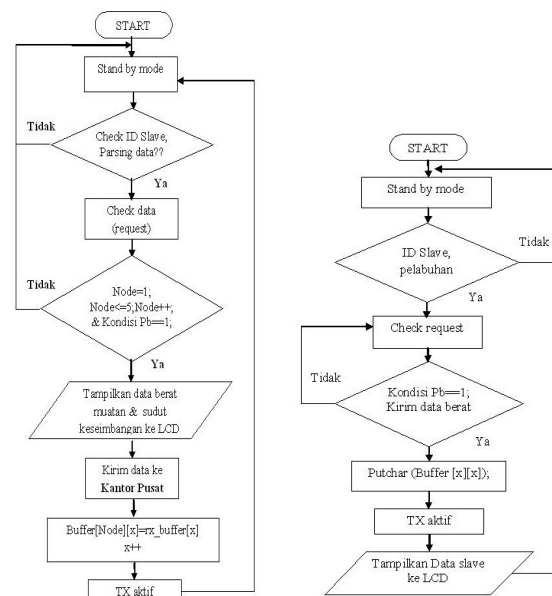 START
Stand by mode
Tidak
Check ID Slave,
Parsing data??
Ya
Check data
(request)
Tidak
Node=1;
Node<=5;Node++;
& Kondisi Pb==1;
Ya
Tampilkan data berat
muatan & sudut
keseimbangan ke LCD
Kirim data ke
Kantor Pusat
Buffer[Node][x]=rx_buffer[x]
x++
TX aktif
START
Stand by mode
ID Slave,
pelabuhan
Tidak
Ya
Check request
Tidak
Kondisi Pb==1;
Kirim data berat
Ya
Putchar (Buffer [x][x]);
TX aktif
Tampilkan Data slave
ke LCD